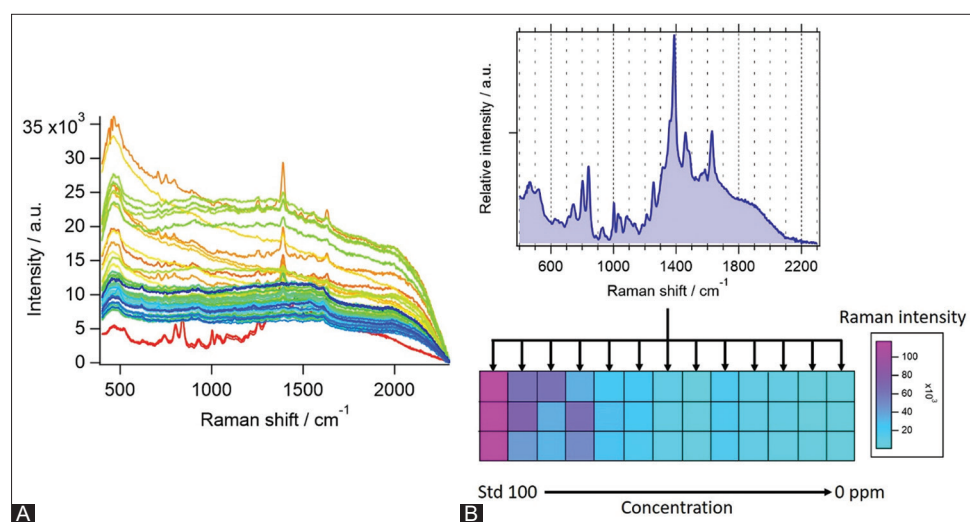 35 x10³
30
25
20
15
10
5
0
Intensity / a.u.
500 1000 1500 2000
Raman shift / cm⁻¹
A
Relative intensity / a.u.
600 1000 1400 1800 2200
Raman shift / cm⁻¹
Raman intensity
100
80
60
40
20
x10³
Std 100 0 ppm
Concentration
B